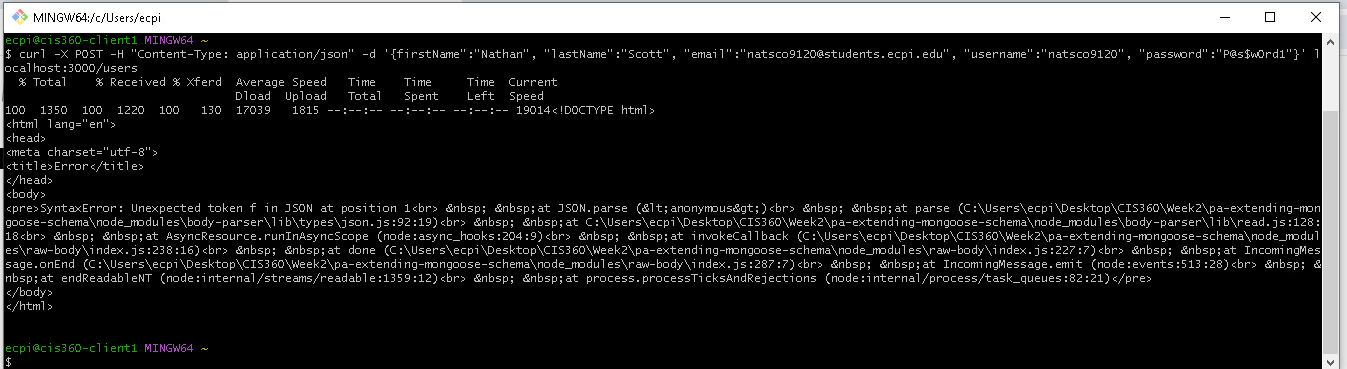 MINGW64:/c/Users/ecpi
ecpi@cis360-client1 MINGW64 ~
$ curl -X POST -H "Content-Type: application/json" -d '{firstName":"Nathan", "lastName":"Scott", "email":"natsco9120@students.ecpi.edu", "username":"natsco9120", "password":"P@s$w0rd1"}' l
ocalhost:3000/users
  % Total    % Received % Xferd  Average Speed   Time    Time     Time  Current
                                 Dload  Upload   Total   Spent    Left  Speed
100  1350  100  1220  100   130  17039   1815 --:--:-- --:--:-- --:--:-- 19014<!DOCTYPE html>
<html lang="en">
<head>
<meta charset="utf-8">
<title>Error</title>
</head>
<body>
<pre>SyntaxError: Unexpected token f in JSON at position 1<br> &nbsp; &nbsp;at JSON.parse (&lt;anonymous&gt;)<br> &nbsp; &nbsp;at parse (C:\Users\ecpi\Desktop\CIS360\Week2\pa-extending-mon
goose-schema\node_modules\body-parser\lib\types\json.js:92:19)<br> &nbsp; &nbsp;at C:\Users\ecpi\Desktop\CIS360\Week2\pa-extending-mongoose-schema\node_modules\body-parser\lib\read.js:128:
18<br> &nbsp; &nbsp;at AsyncResource.runInAsyncScope (node:async_hooks:204:9)<br> &nbsp; &nbsp;at invokeCallback (C:\Users\ecpi\Desktop\CIS360\Week2\pa-extending-mongoose-schema\node_modul
es\raw-body\index.js:238:16)<br> &nbsp; &nbsp;at done (C:\Users\ecpi\Desktop\CIS360\Week2\pa-extending-mongoose-schema\node_modules\raw-body\index.js:227:7)<br> &nbsp; &nbsp;at IncomingMes
sage.onEnd (C:\Users\ecpi\Desktop\CIS360\Week2\pa-extending-mongoose-schema\node_modules\raw-body\index.js:287:7)<br> &nbsp; &nbsp;at IncomingMessage.emit (node:events:513:28)<br> &nbsp; &
nbsp;at endReadableNT (node:internal/streams/readable:1359:12)<br> &nbsp; &nbsp;at process.processTicksAndRejections (node:internal/process/task_queues:82:21)</pre>
</body>
</html>
ecpi@cis360-client1 MINGW64 ~
$